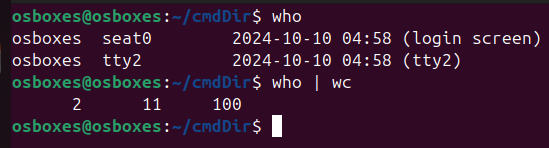 osboxes@osboxes:~/cmdDir$ who
osboxes  seat0        2024-10-10 04:58 (login screen)
osboxes  tty2         2024-10-10 04:58 (tty2)
osboxes@osboxes:~/cmdDir$ who | wc
      2      11     100
osboxes@osboxes:~/cmdDir$